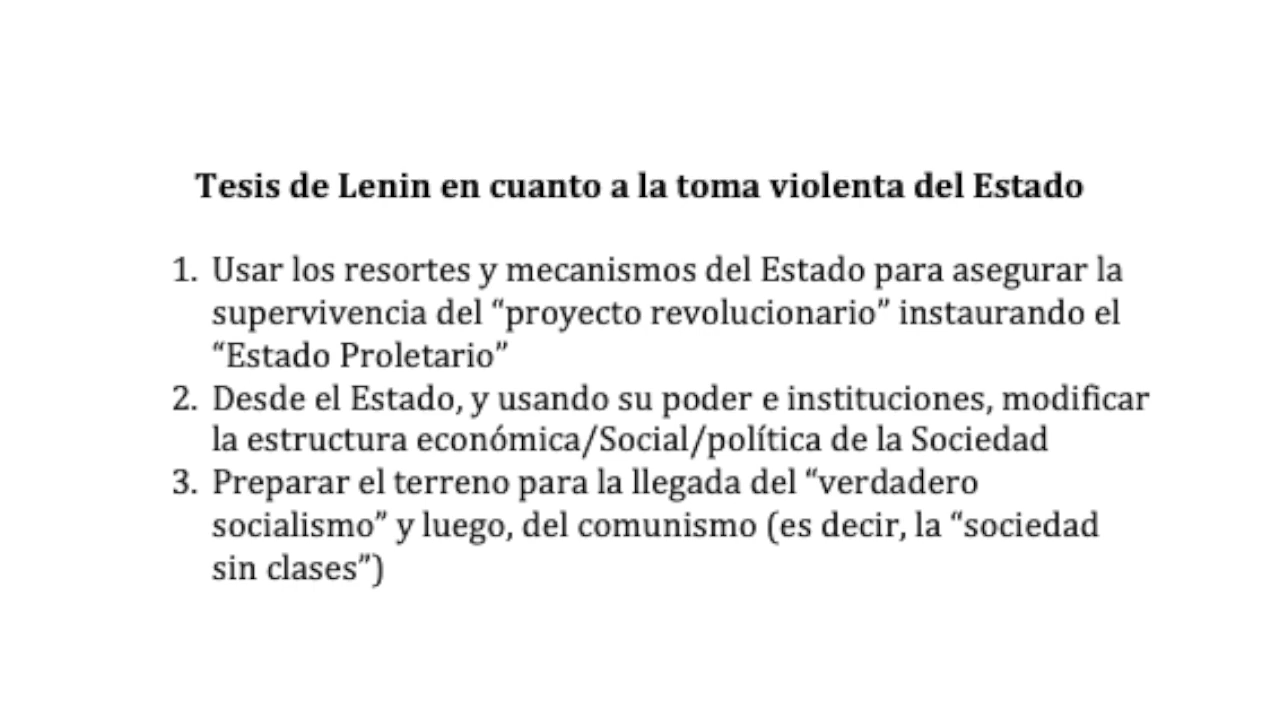 Tesis de Lenin en cuanto a la toma violenta del Estado
1. Usar los resortes y mecanismos del Estado para asegurar la
supervivencia del “proyecto revolucionario” instaurando el
“Estado Proletario”
2. Desde el Estado, y usando su poder e instituciones, modificar
la estructura económica/Social/política de la Sociedad
3. Preparar el terreno para la llegada del “verdadero
socialismo” y luego, del comunismo (es decir, la “sociedad
sin clases”)